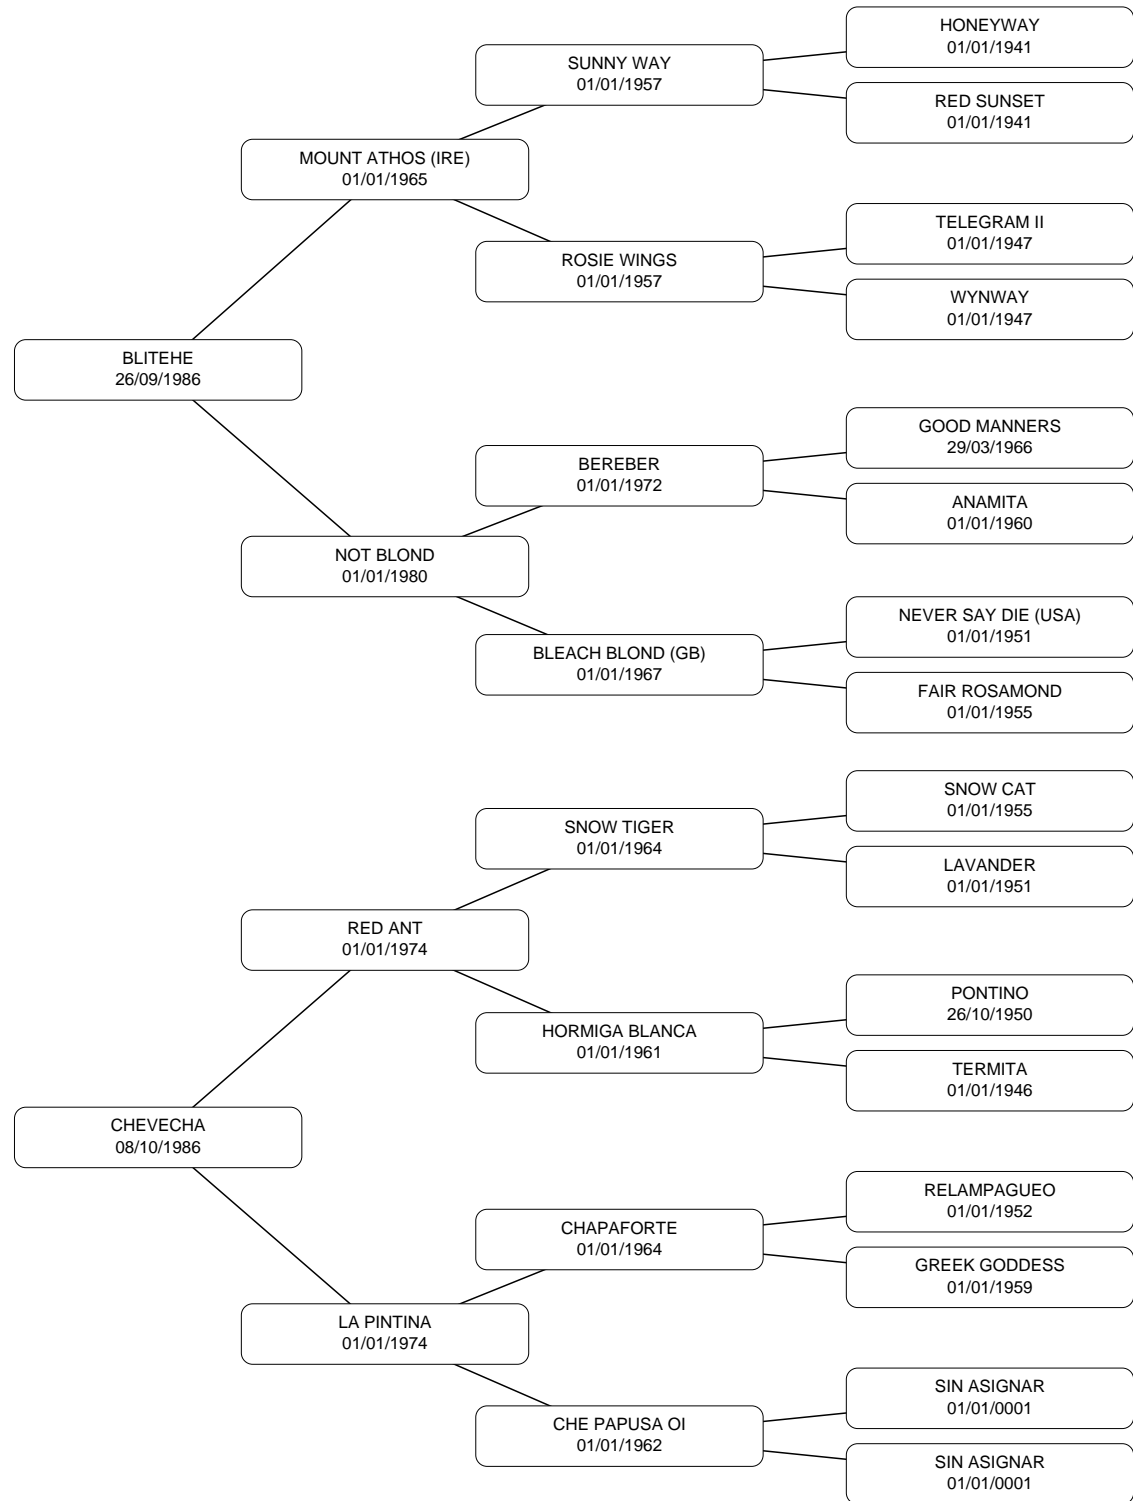 HONEYWAY
01/01/1941
SUNNY WAY
01/01/1957
RED SUNSET
01/01/1941
MOUNT ATHOS (IRE)
01/01/1965
TELEGRAM II
01/01/1947
ROSIE WINGS
01/01/1957
WYNWAY
01/01/1947
BLITEHE
26/09/1986
GOOD MANNERS
29/03/1966
BEREBER
01/01/1972
ANAMITA
01/01/1960
NOT BLOND
01/01/1980
NEVER SAY DIE (USA)
01/01/1951
BLEACH BLOND (GB)
01/01/1967
FAIR ROSAMOND
01/01/1955
SNOW CAT
01/01/1955
SNOW TIGER
01/01/1964
LAVANDER
01/01/1951
RED ANT
01/01/1974
PONTINO
26/10/1950
HORMIGA BLANCA
01/01/1961
TERMITA
01/01/1946
CHEVECHA
08/10/1986
RELAMPAGUEO
01/01/1952
CHAPAFORTE
01/01/1964
GREEK GODDESS
01/01/1959
LA PINTINA
01/01/1974
SIN ASIGNAR
01/01/0001
CHE PAPUSA OI
01/01/1962
SIN ASIGNAR
01/01/0001